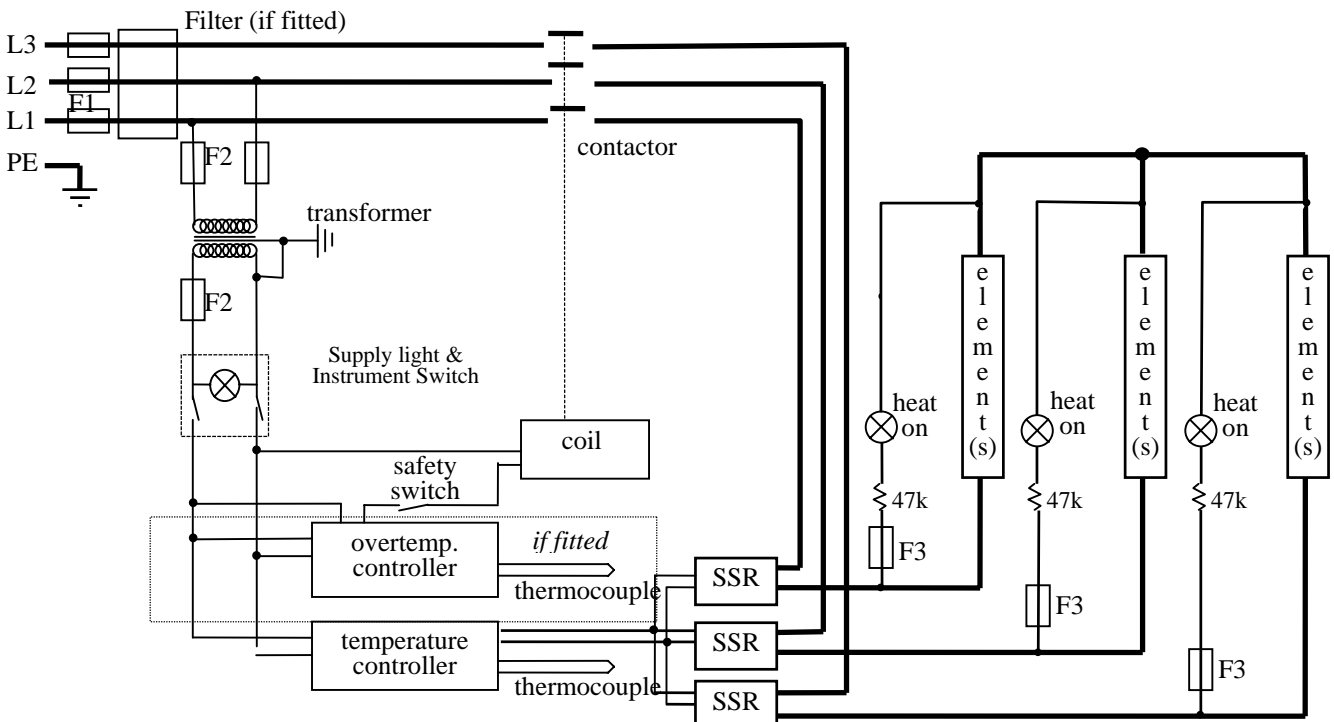 Filter (if fitted)
L3
L2
F1
L1
PE
contactor
F2
transformer
F2
Supply light &
Instrument Switch
coil
safety
switch
overtemp.
controller
if fitted
thermocouple
temperature
controller
thermocouple
SSR
SSR
SSR
element(s)
element(s)
element(s)
heat
on
heat
on
heat
on
47k
47k
47k
F3
F3
F3